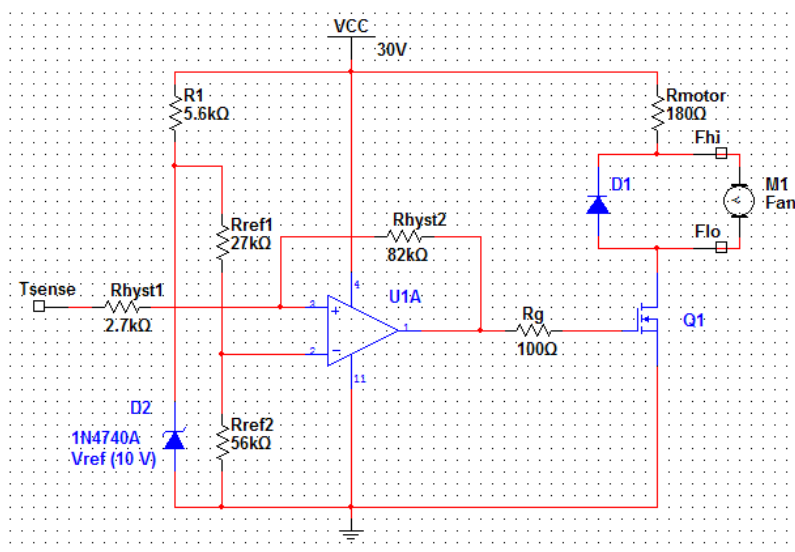 VCC
30V
R1
5.6kΩ
Rmotor
180Ω
Fhi
D1
M1
Fan
Rref1
27kΩ
Rhyst2
82kΩ
Flo
Tsense
Rhyst1
2.7kΩ
4
U1A
3
+
1
2
−
11
Rg
100Ω
Q1
D2
1N4740A
Vref (10 V)
Rref2
56kΩ